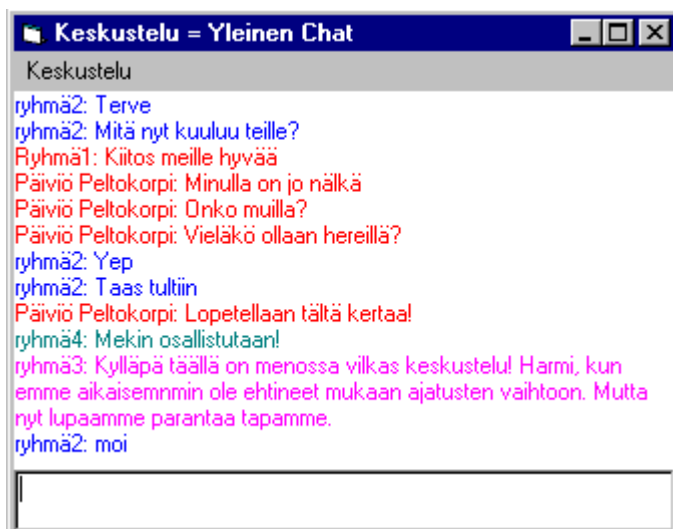 Keskustelu = Yleinen Chat
Keskustelu
ryhmä2: Terve
ryhmä2: Mitä nyt kuuluu teille?
Ryhmä1: Kiitos meille hyvää
Päiviö Peltokorpi: Minulla on jo nälkä
Päiviö Peltokorpi: Onko muilla?
Päiviö Peltokorpi: Vieläkö ollaan hereillä?
ryhmä2: Yep
ryhmä2: Taas tultiin
Päiviö Peltokorpi: Lopetellaan tältä kertaa!
ryhmä4: Mekin osallistutaan!
ryhmä3: Kylläpä täällä on menossa vilkas keskustelu! Harmi, kun
emme aikaisemnmin ole ehtineet mukaan ajatusten vaihtoon. Mutta
nyt lupaamme parantaa tapamme.
ryhmä2: moi